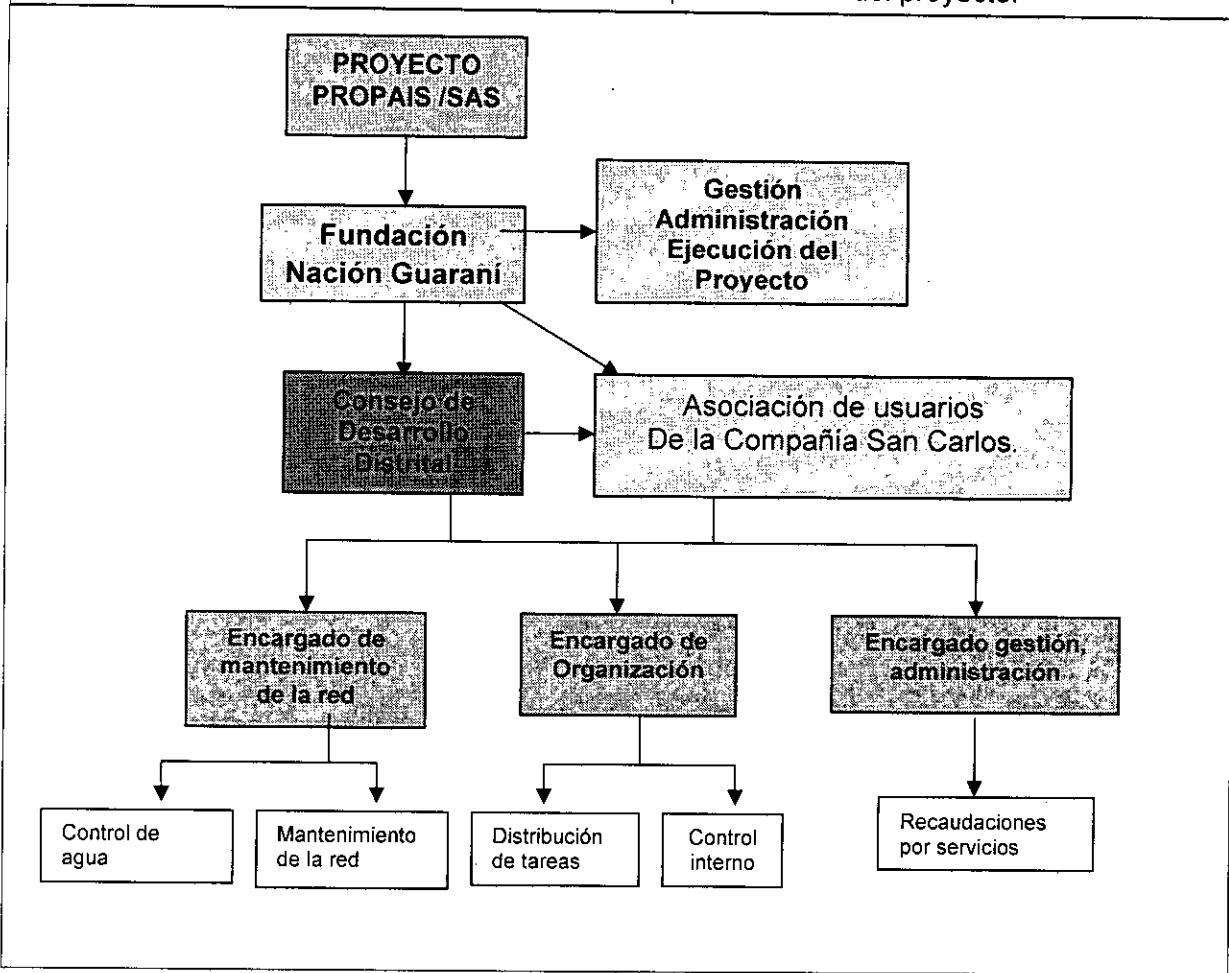 del proyecto.
PROYECTO
PROPAIS /SAS
Gestión
Administración
Ejecución del
Proyecto
Fundación
Nación Guaraní
Consejo de
Desarrollo
Distrital
Asociación de usuarios
De la Compañía San Carlos.
Encargado de
mantenimiento
de la red
Encargado de
Organización
Encargado gestión,
administración
Control de
agua
Mantenimiento
de la red
Distribución
de tareas
Control
interno
Recaudaciones
por servicios